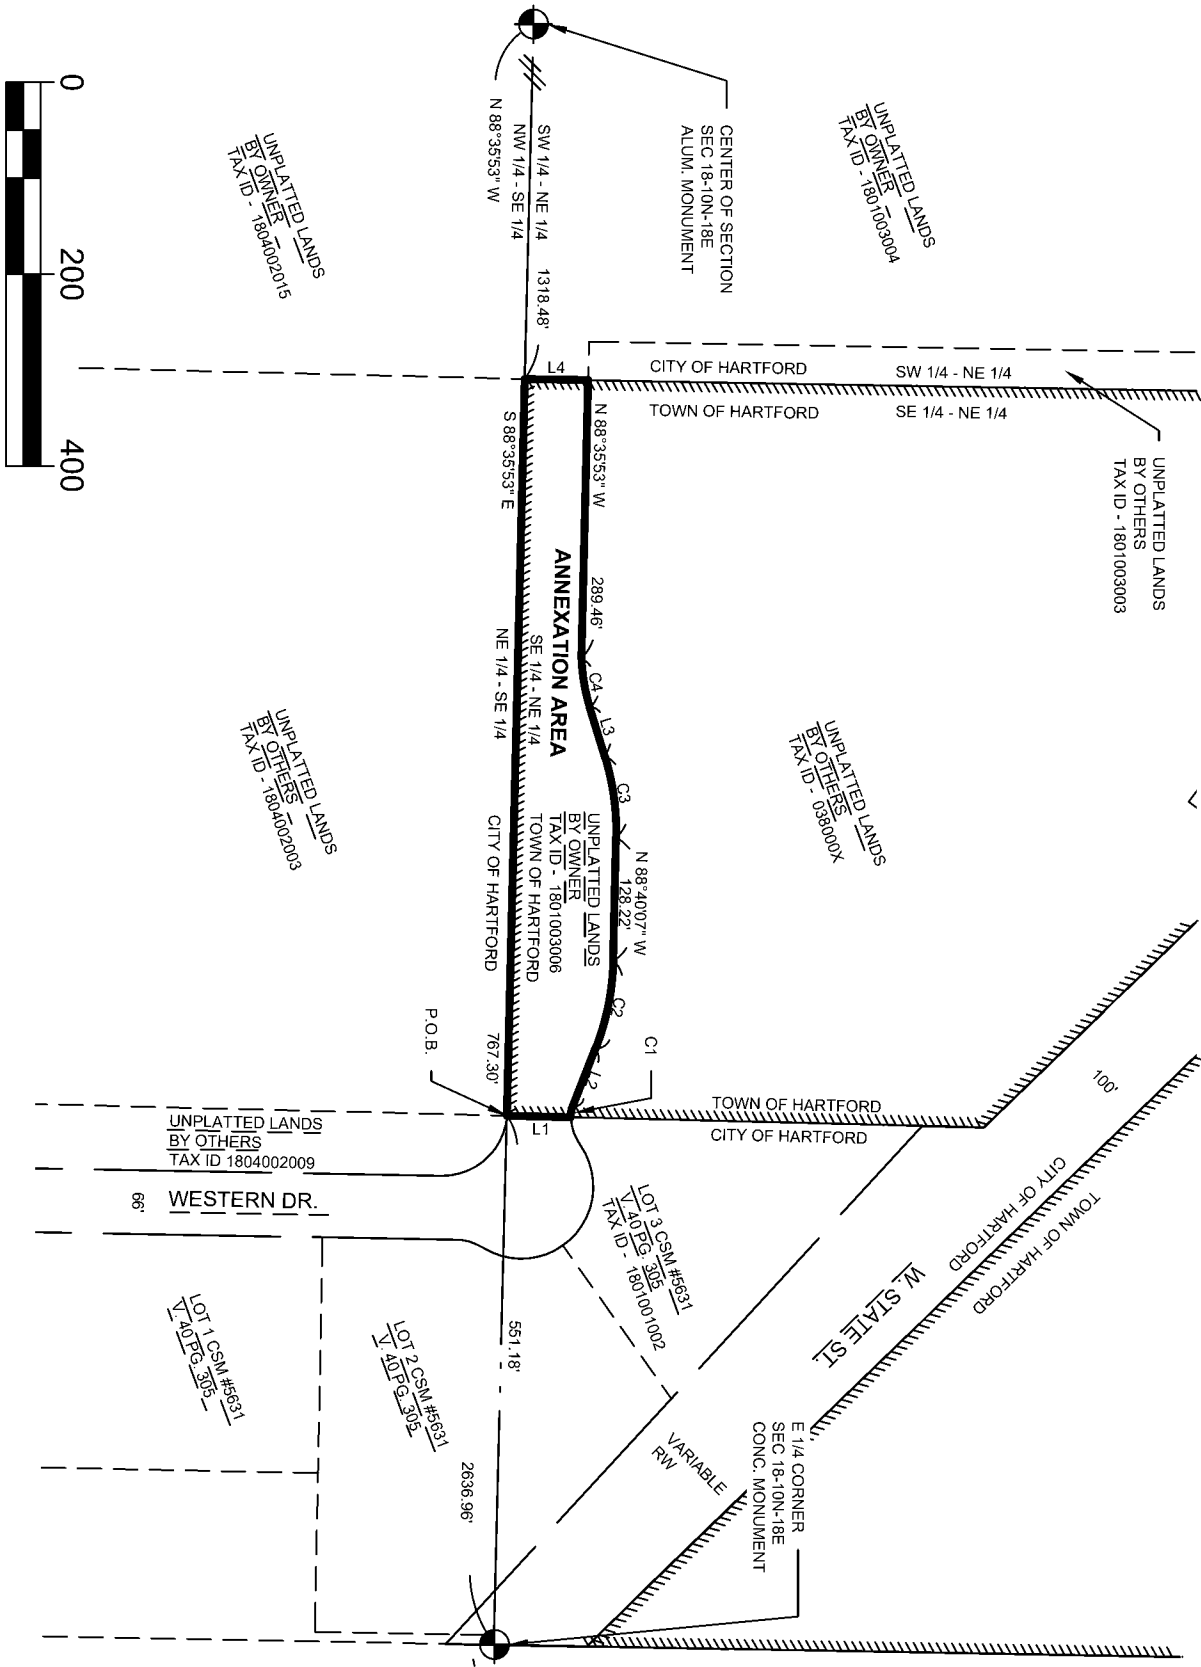 CENTER OF SECTION
SEC 18-10N-18E
ALUM. MONUMENT
UNPLATTED LANDS
BY OWNER
TAX ID - 1801003004
UNPLATTED LANDS
BY OTHERS
TAX ID - 1801003003
CITY OF HARTFORD
SW 1/4 - NE 1/4
TOWN OF HARTFORD
SE 1/4 - NE 1/4
UNPLATTED LANDS
BY OTHERS
TAX ID - 038000X
SW 1/4 - NE 1/4
NW 1/4 - SE 1/4
N 88°35'53" W
1318.48'
L4
N 88°35'53" W
289.46'
C4
L3
C3
N 88°40'07" W
128.22'
C2
L2
C1
L1
ANNEXATION AREA
SE 1/4 - NE 1/4
NE 1/4 - SE 1/4
UNPLATTED LANDS
BY OWNER
TAX ID - 1801003006
TOWN OF HARTFORD
CITY OF HARTFORD
S 88°35'53" E
767.30'
P.O.B.
TOWN OF HARTFORD
CITY OF HARTFORD
100'
CITY OF HARTFORD
TOWN OF HARTFORD
W. STATE ST.
VARIABLE
RW
E 1/4 CORNER
SEC 18-10N-18E
CONC. MONUMENT
LOT 3 CSM #5631
V. 40 PG. 305
TAX ID - 1801001002
551.18'
2636.96'
LOT 2 CSM #5631
V. 40 PG. 305
LOT 1 CSM #5631
V. 40 PG. 305
UNPLATTED LANDS
BY OTHERS
TAX ID 1804002009
WESTERN DR.
66'
UNPLATTED LANDS
BY OWNER
TAX ID - 1804002015
UNPLATTED LANDS
BY OTHERS
TAX ID - 1804002003
0
200
400